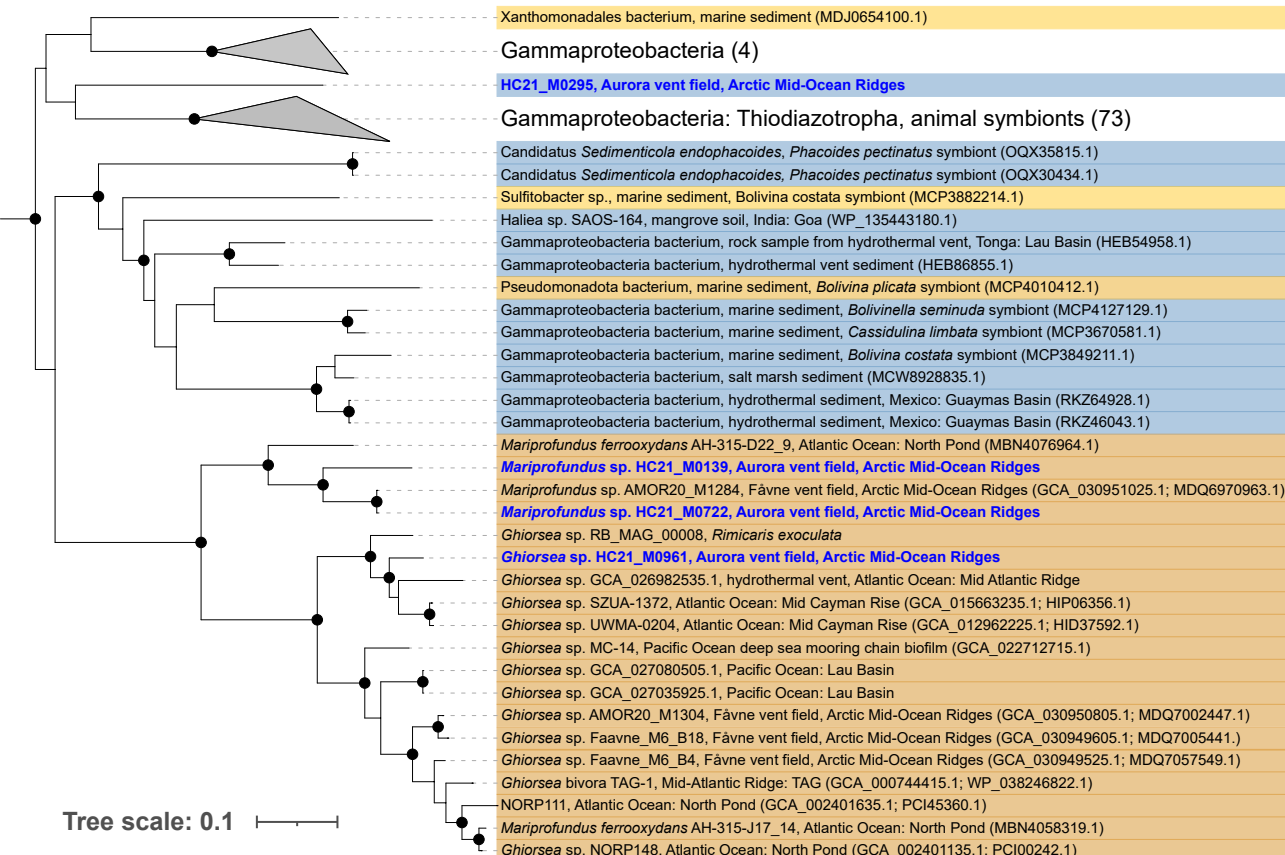 Xanthomonadales bacterium, marine sediment (MDJ0654100.1)
Gammaproteobacteria (4)
HC21_M0295, Aurora vent field, Arctic Mid-Ocean Ridges
Gammaproteobacteria: Thiodiazotropha, animal symbionts (73)
Candidatus Sedimenticola endophacoides, Phacoides pectinatus symbiont (OQX35815.1)
Candidatus Sedimenticola endophacoides, Phacoides pectinatus symbiont (OQX30434.1)
Sulfitobacter sp., marine sediment, Bolivina costata symbiont (MCP3882214.1)
Haliea sp. SAOS-164, mangrove soil, India: Goa (WP_135443180.1)
Gammaproteobacteria bacterium, rock sample from hydrothermal vent, Tonga: Lau Basin (HEB54958.1)
Gammaproteobacteria bacterium, hydrothermal vent sediment (HEB86855.1)
Pseudomonadota bacterium, marine sediment, Bolivina plicata symbiont (MCP4010412.1)
Gammaproteobacteria bacterium, marine sediment, Bolivinella seminuda symbiont (MCP4127129.1)
Gammaproteobacteria bacterium, marine sediment, Cassidulina limbata symbiont (MCP3670581.1)
Gammaproteobacteria bacterium, marine sediment, Bolivina costata symbiont (MCP3849211.1)
Gammaproteobacteria bacterium, salt marsh sediment (MCW8928835.1)
Gammaproteobacteria bacterium, hydrothermal sediment, Mexico: Guaymas Basin (RKZ64928.1)
Gammaproteobacteria bacterium, hydrothermal sediment, Mexico: Guaymas Basin (RKZ46043.1)
Mariprofundus ferrooxydans AH-315-D22_9, Atlantic Ocean: North Pond (MBN4076964.1)
Mariprofundus sp. HC21_M0139, Aurora vent field, Arctic Mid-Ocean Ridges
Mariprofundus sp. AMOR20_M1284, Fåvne vent field, Arctic Mid-Ocean Ridges (GCA_030951025.1; MDQ6970963.1)
Mariprofundus sp. HC21_M0722, Aurora vent field, Arctic Mid-Ocean Ridges
Ghiorsea sp. RB_MAG_00008, Rimicaris exoculata
Ghiorsea sp. HC21_M0961, Aurora vent field, Arctic Mid-Ocean Ridges
Ghiorsea sp. GCA_026982535.1, hydrothermal vent, Atlantic Ocean: Mid Atlantic Ridge
Ghiorsea sp. SZUA-1372, Atlantic Ocean: Mid Cayman Rise (GCA_015663235.1; HIP06356.1)
Ghiorsea sp. UWMA-0204, Atlantic Ocean: Mid Cayman Rise (GCA_012962225.1; HID37592.1)
Ghiorsea sp. MC-14, Pacific Ocean deep sea mooring chain biofilm (GCA_022712715.1)
Ghiorsea sp. GCA_027080505.1, Pacific Ocean: Lau Basin
Ghiorsea sp. GCA_027035925.1, Pacific Ocean: Lau Basin
Ghiorsea sp. AMOR20_M1304, Fåvne vent field, Arctic Mid-Ocean Ridges (GCA_030950805.1; MDQ7002447.1)
Ghiorsea sp. Faavne_M6_B18, Fåvne vent field, Arctic Mid-Ocean Ridges (GCA_030949605.1; MDQ7005441.)
Ghiorsea sp. Faavne_M6_B4, Fåvne vent field, Arctic Mid-Ocean Ridges (GCA_030949525.1; MDQ7057549.1)
Ghiorsea bivora TAG-1, Mid-Atlantic Ridge: TAG (GCA_000744415.1; WP_038246822.1)
NORP111, Atlantic Ocean: North Pond (GCA_002401635.1; PCI45360.1)
Mariprofundus ferrooxydans AH-315-J17_14, Atlantic Ocean: North Pond (MBN4058319.1)
Ghiorsea sp. NORP148, Atlantic Ocean: North Pond (GCA_002401135.1; PCI00242.1)
Tree scale: 0.1